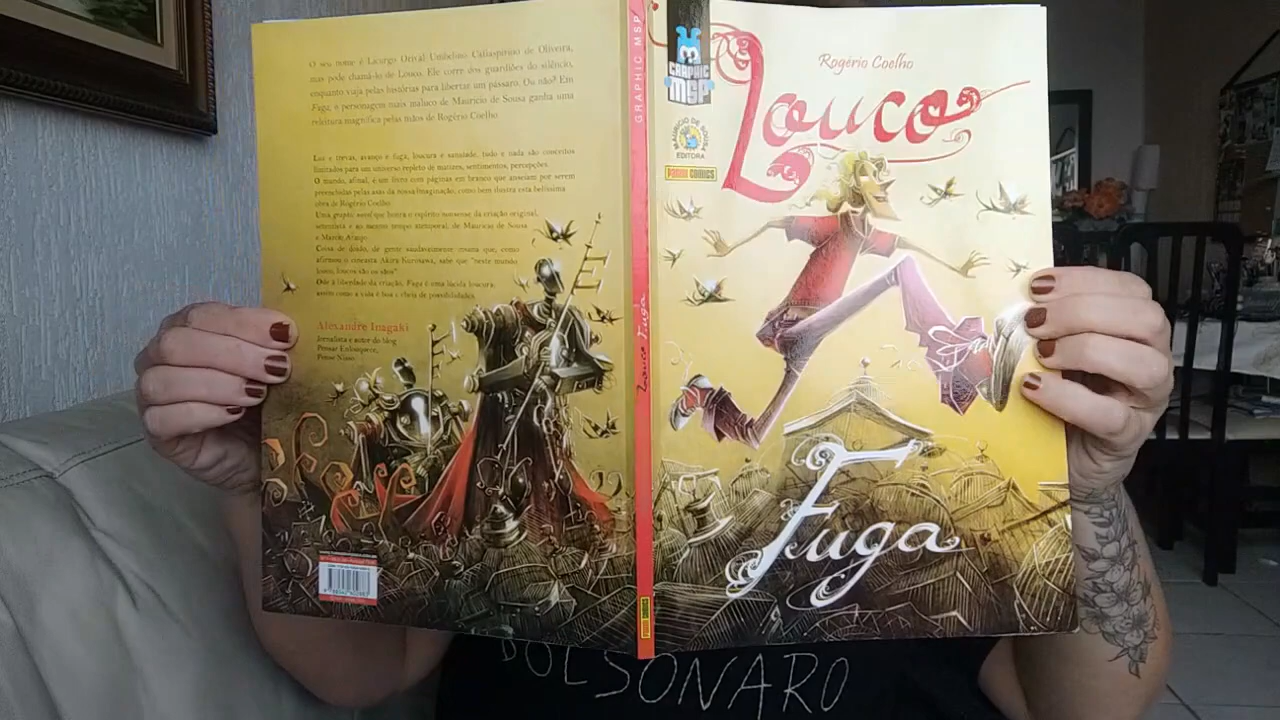 O seu nome é Licurgo Orival Umbelino Cafiaspirino de Oliveira,
mas pode chamá-lo de Louco. Ele corre dos guardiões do silêncio,
enquanto viaja pelas histórias para libertar um pássaro. Ou não? Em
Fuga, o personagem mais maluco de Mauricio de Sousa ganha uma
releitura magnífica pelas mãos de Rogério Coelho.
Luz e trevas, avanço e fuga, loucura e sanidade, tudo e nada são conceitos
limitados para um universo repleto de matizes, sentimentos, percepções.
O mundo, afinal, é um livro com páginas em branco que anseiam por serem
preenchidas pelas asas da nossa imaginação, como bem ilustra esta belíssima
obra de Rogério Coelho.
Uma graphic novel que honra o espírito nonsense da criação original,
setentista e ao mesmo tempo atemporal, de Mauricio de Sousa
e Marcio Araujo.
Coisa de doido, de gente saudavelmente insana que, como
afirmou o cineasta Akira Kurosawa, sabe que "neste mundo
louco, loucos são os sãos".
Ode à liberdade da criação, Fuga é uma lúcida loucura,
assim como a vida é boa e cheia de possibilidades.
Alexandre Inagaki
Jornalista e autor do blog
Pensar Enlouquece,
Pense Nisso
GRAPHIC MSP
Louco Fuga
PANINI COMICS
GRAPHIC
MSP
MAURICIO DE SOUSA
EDITORA
PANINI COMICS
Rogério Coelho
Louco
Fuga
BOLSONARO